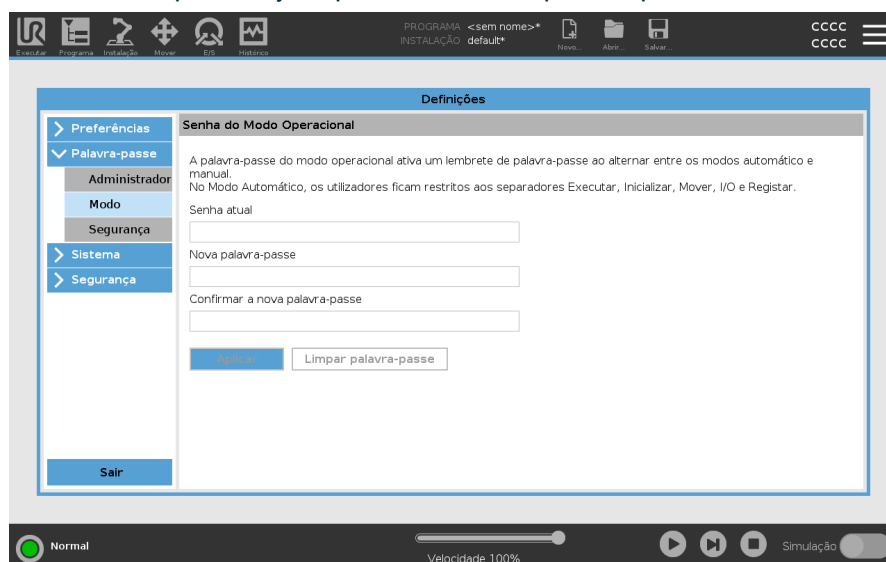 PROGRAMA <sem nome>*
INSTALAÇÃO default*
CCCC
CCCC
Executar Programa Instalação Mover E/S Histórico Novo... Abrir... Salvar...
Definições
Preferências
Palavra-passe
Administrador
Modo
Segurança
Sistema
Segurança
Sair
Senha do Modo Operacional
A palavra-passe do modo operacional ativa um lembrete de palavra-passe ao alternar entre os modos automático e
manual.
No Modo Automático, os utilizadores ficam restritos aos separadores Executar, Inicializar, Mover, I/O e Registar.
Senha atual
Nova palavra-passe
Confirmar a nova palavra-passe
Aplicar Limpar palavra-passe
Normal
Velocidade 100%
Simulação